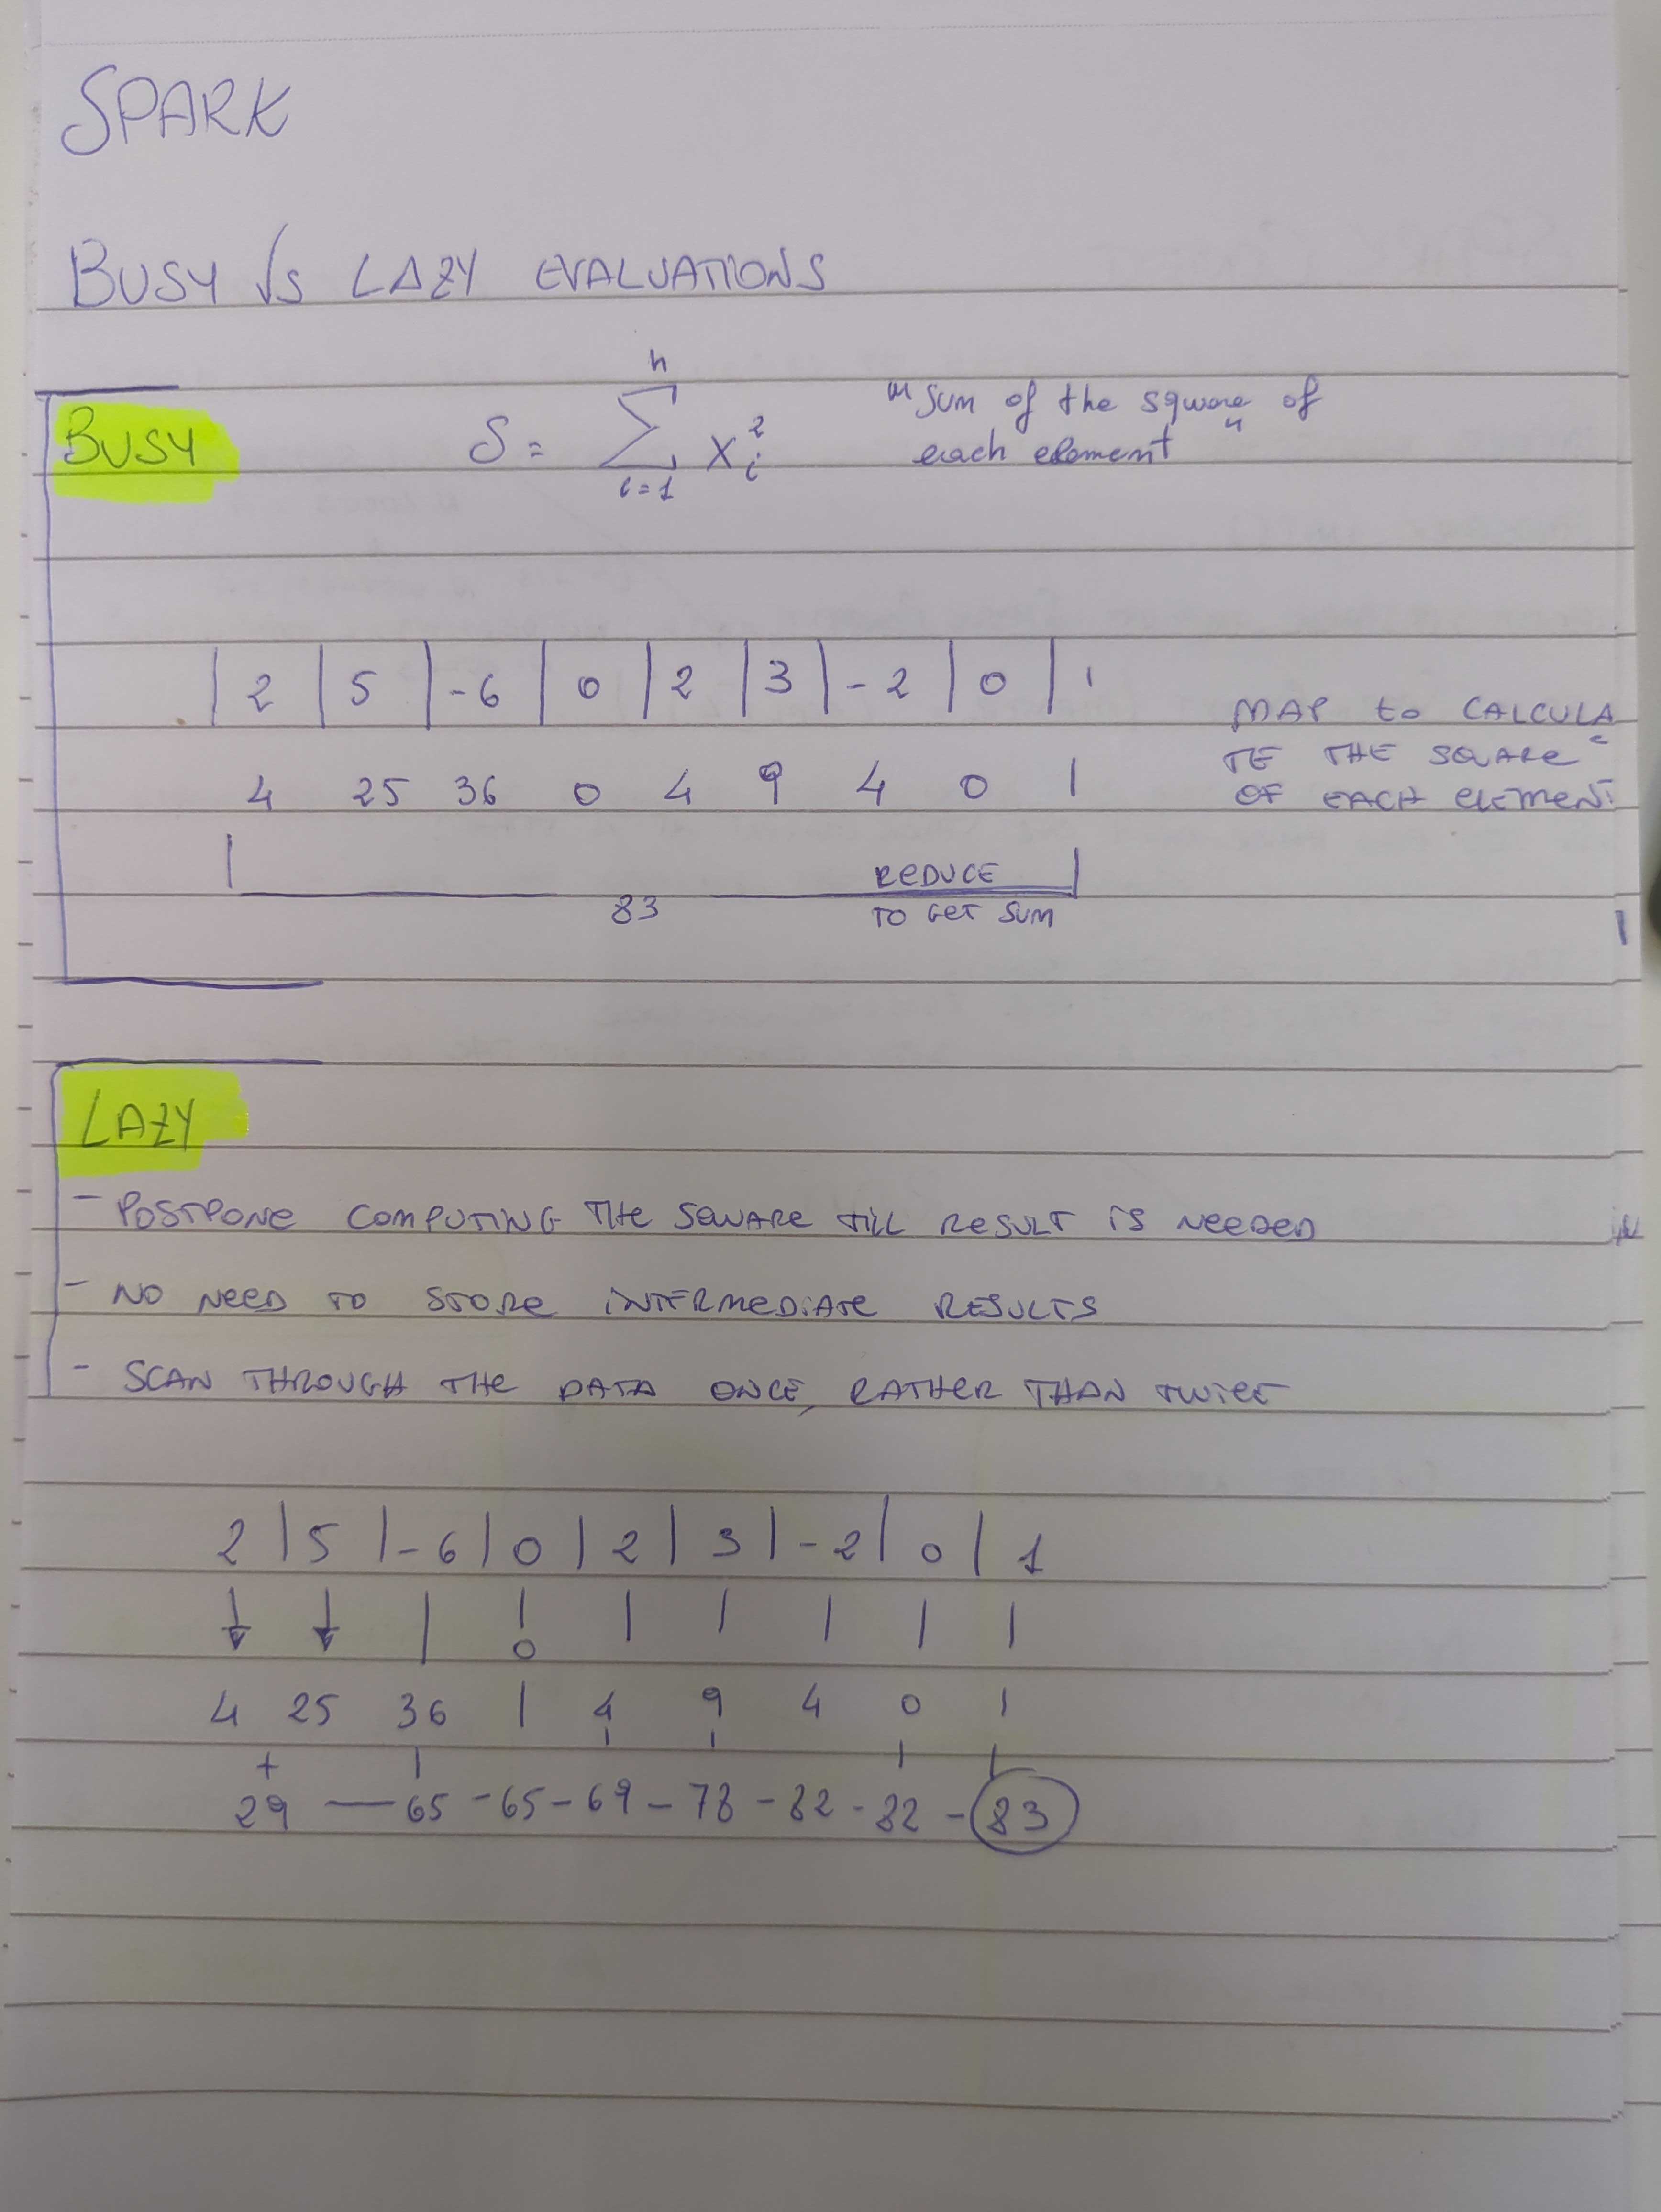 SPARK
BUSY VS LAZY EVALUATIONS
BUSY
n
S = ∑ x_i^2
i=1
"sum of the square of
each element"
| 2 | 5 | -6 | 0 | 2 | 3 | -2 | 0 | 1
MAP to CALCULA
TE THE SQUARE
OF EACH ELEMENT
4 25 36 0 4 9 4 0 1
REDUCE
83 TO GET SUM
LAZY
- POSTPONE COMPUTING THE SQUARE TILL RESULT IS NEEDED
- NO NEED TO STORE INTERMEDIATE RESULTS
- SCAN THROUGH THE DATA ONCE, RATHER THAN TWICE
2 | 5 | -6 | 0 | 2 | 3 | -2 | 0 | 1
0
4 25 36 | 4 9 4 0 1
+
29 — 65 - 65 - 69 - 78 - 82 - 82 - 83